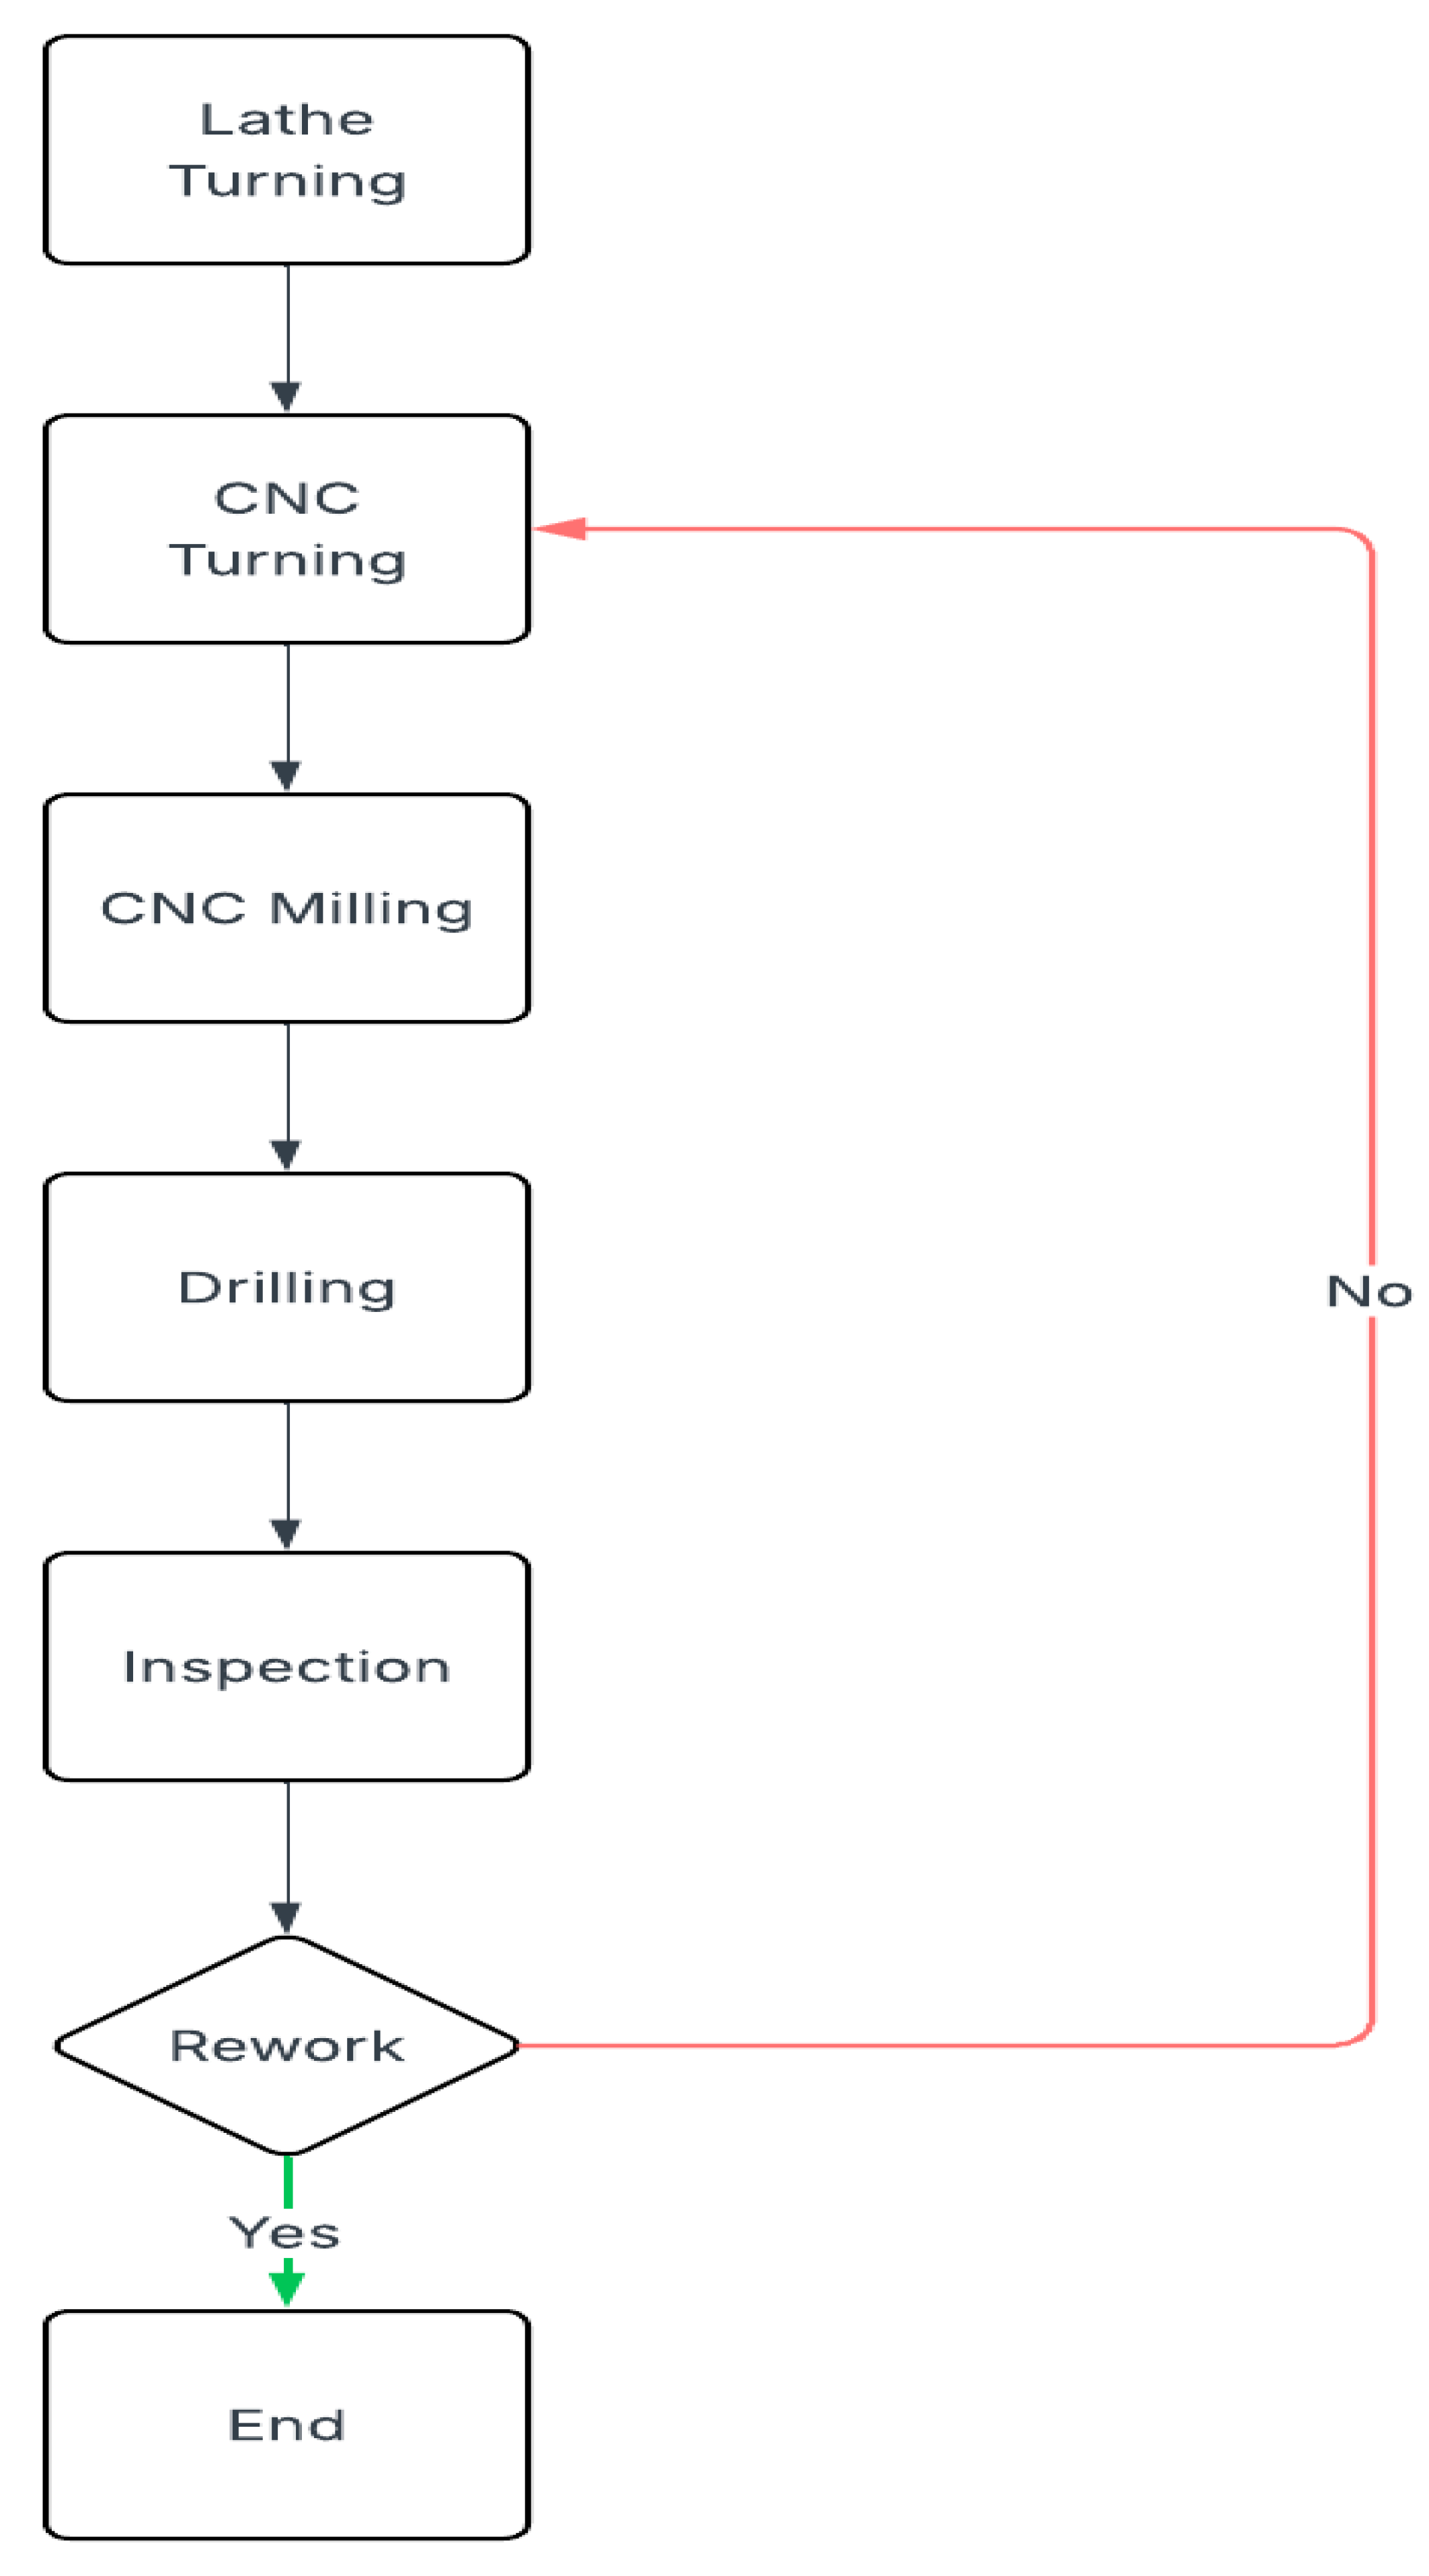 Lathe
Turning
CNC
Turning
CNC Milling
Drilling
No
Inspection
Rework
Yes
End